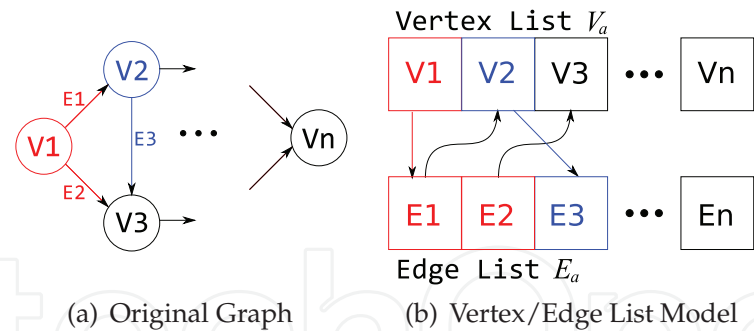 V1
V2
V3
Vn
E1
E2
E3
•••
(a) Original Graph
Vertex List Va
V1 V2 V3 ••• Vn
E1 E2 E3 ••• En
Edge List Ea
(b) Vertex/Edge List Model